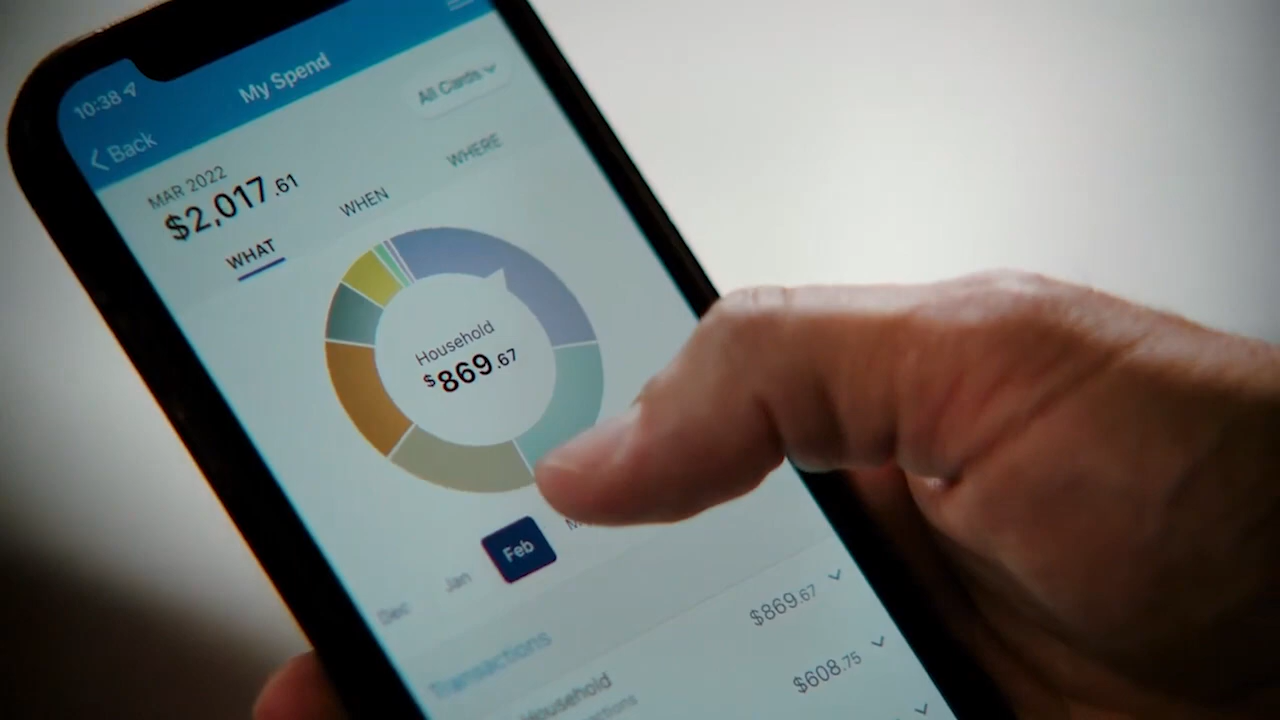 10:38
My Spend
All Cards
Back
MAR 2022
$2,017.61
WHAT
WHEN
WHERE
Household
$869.67
Dec
Jan
Feb
Transactions
Household
$869.67
$608.75